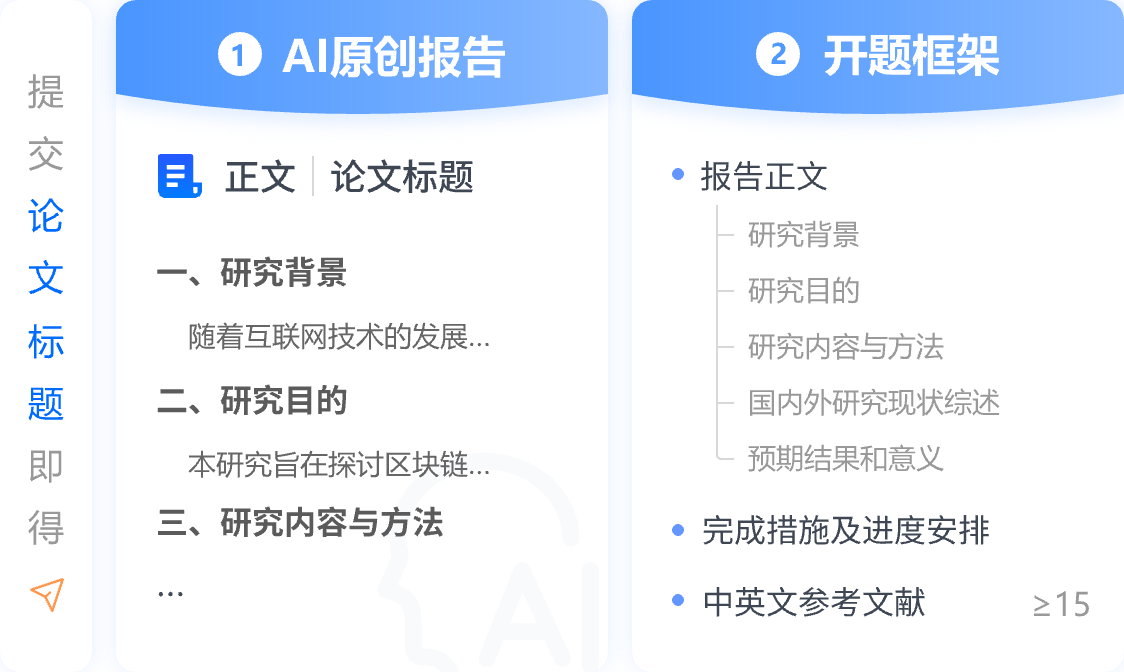 提交论文标题即得
1 AI原创报告
正文 论文标题
一、研究背景
随着互联网技术的发展...
二、研究目的
本研究旨在探讨区块链...
三、研究内容与方法
...
AI
2 开题框架
报告正文
研究背景
研究目的
研究内容与方法
国内外研究现状综述
预期结果和意义
完成措施及进度安排
中英文参考文献 ≥15